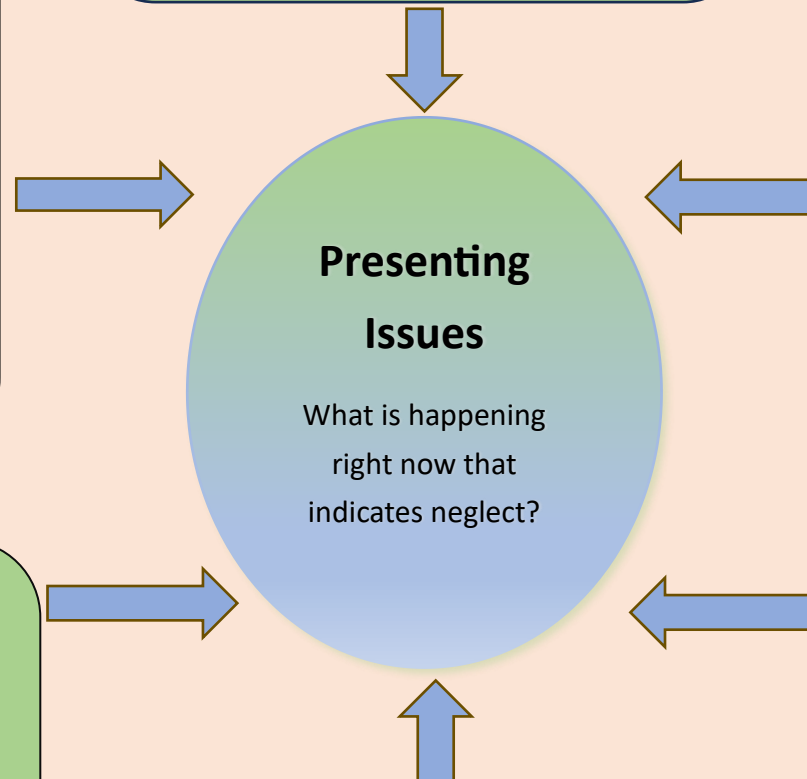 Presenting
Issues
What is happening
right now that
indicates neglect?